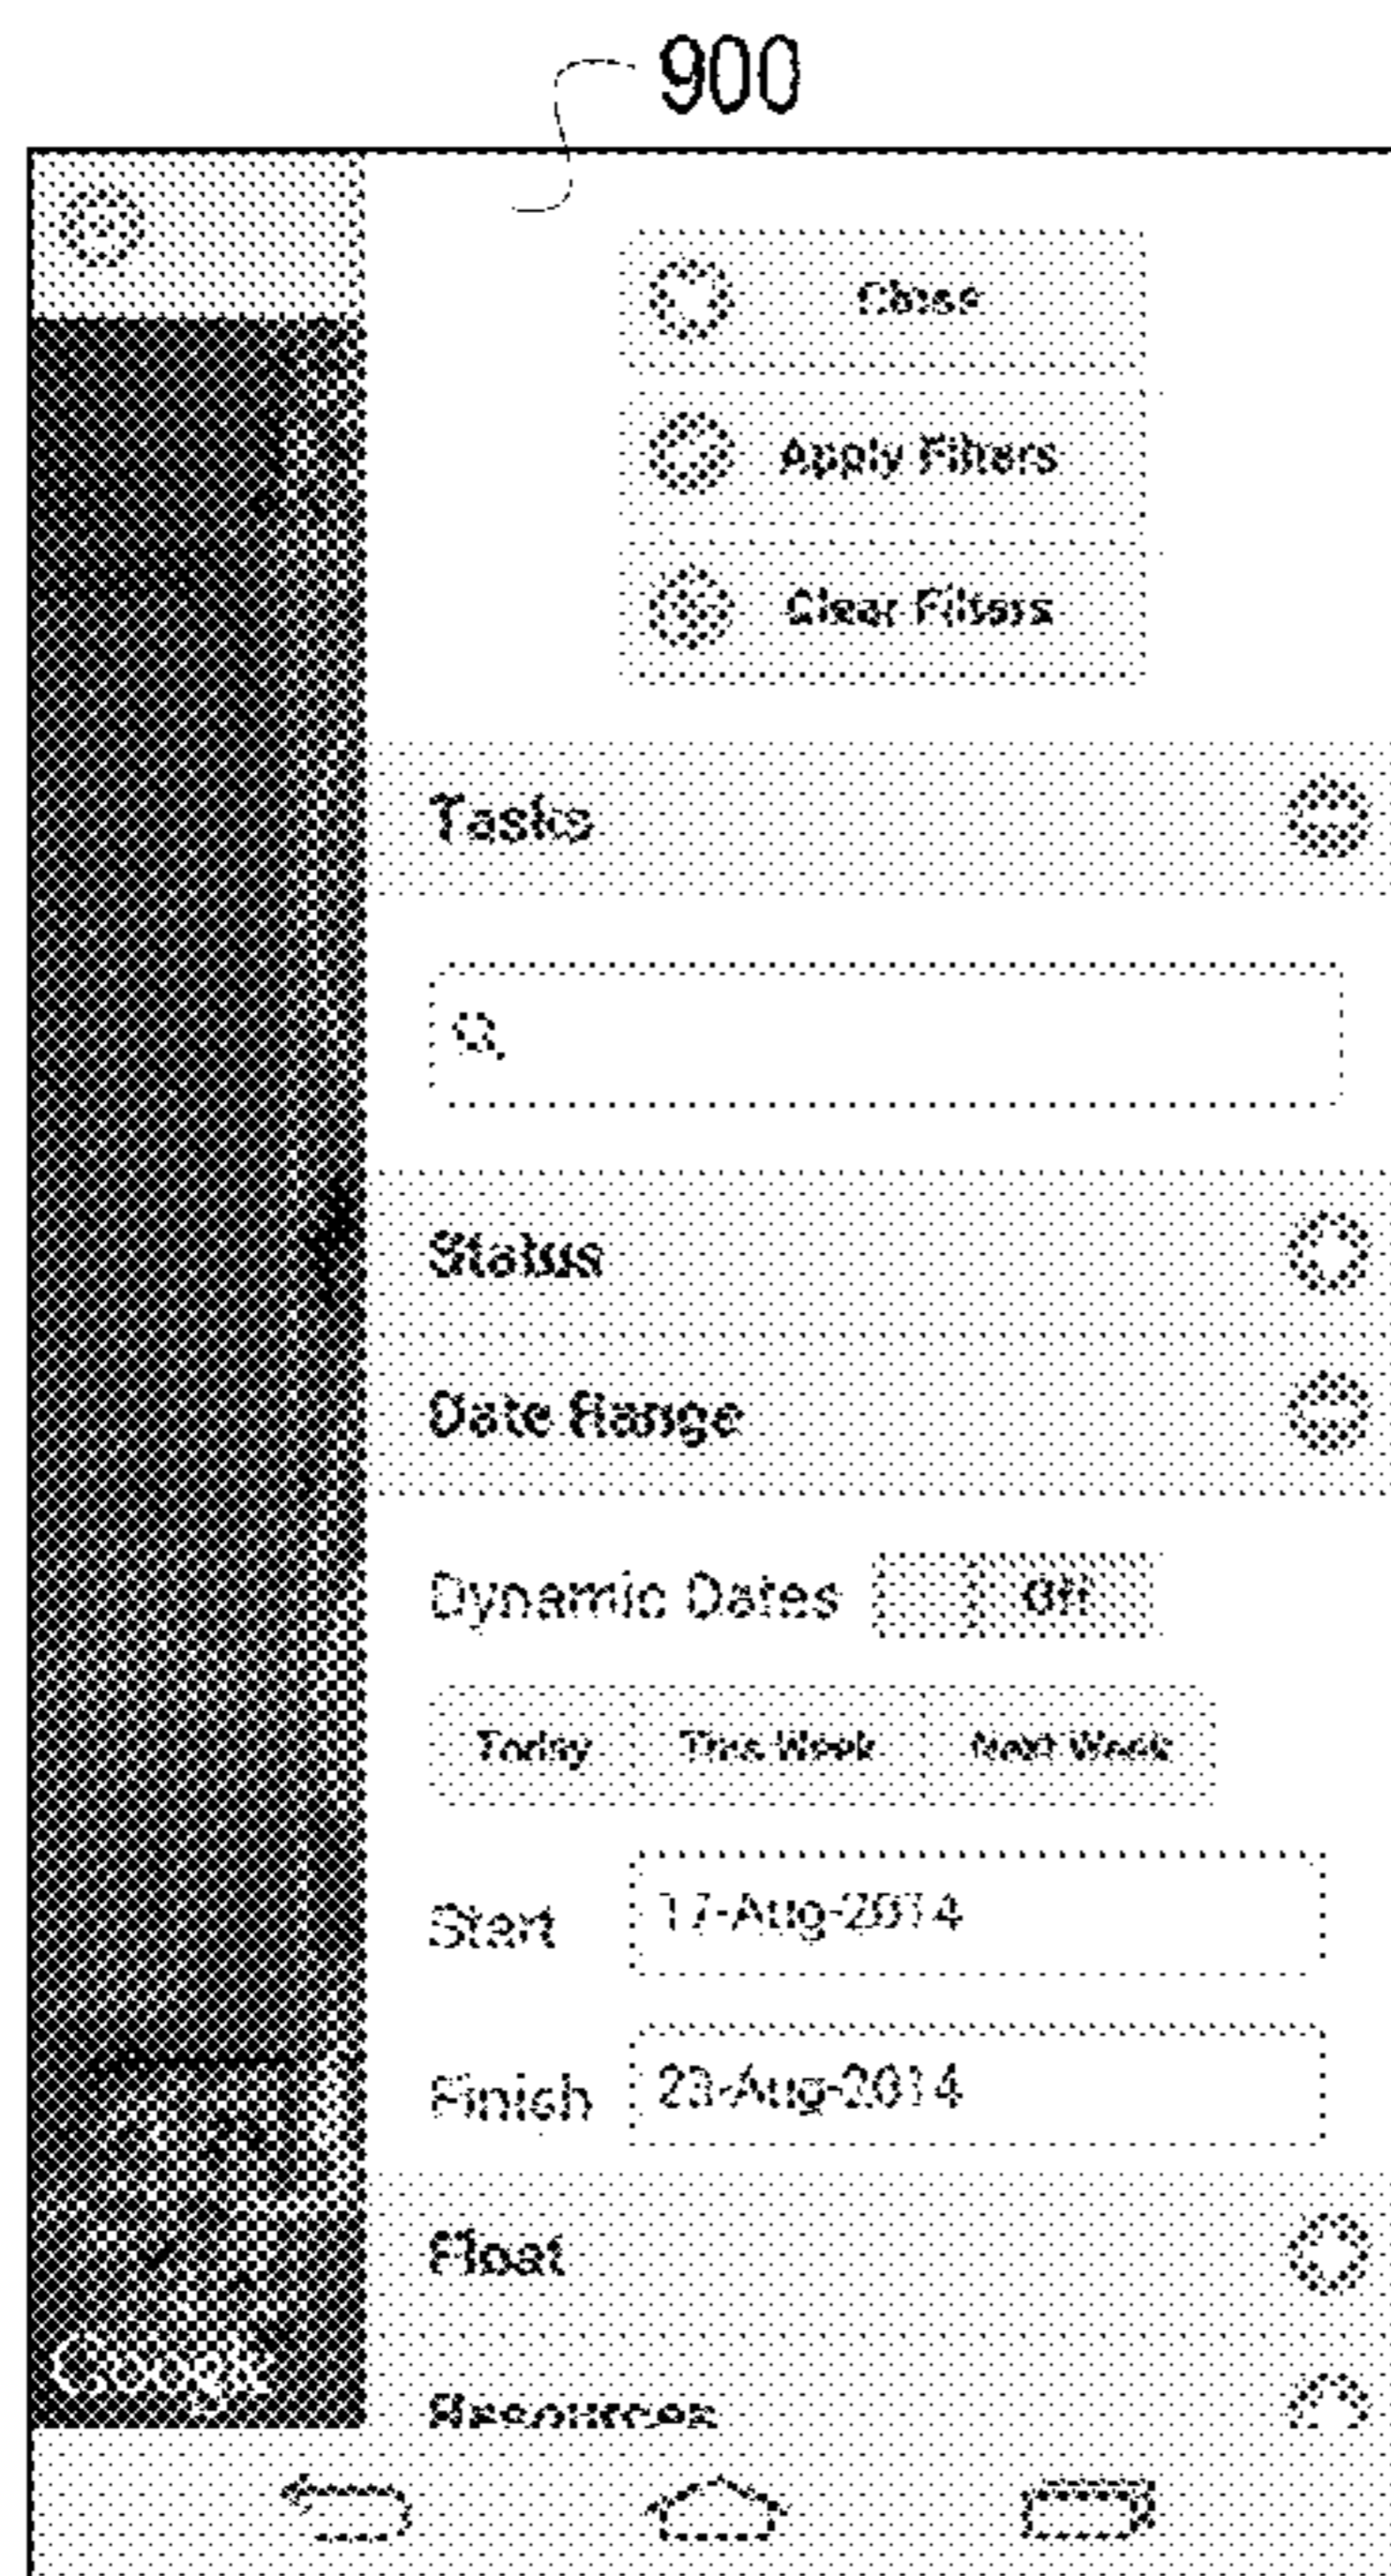 900
Close
Apply Filters
Clear Filters
Tasks
Status
Date Range
Dynamic Dates Off
Today This Week Next Week
Start 17-Aug-2014
Finish 23-Aug-2014
Float
Resources
Google